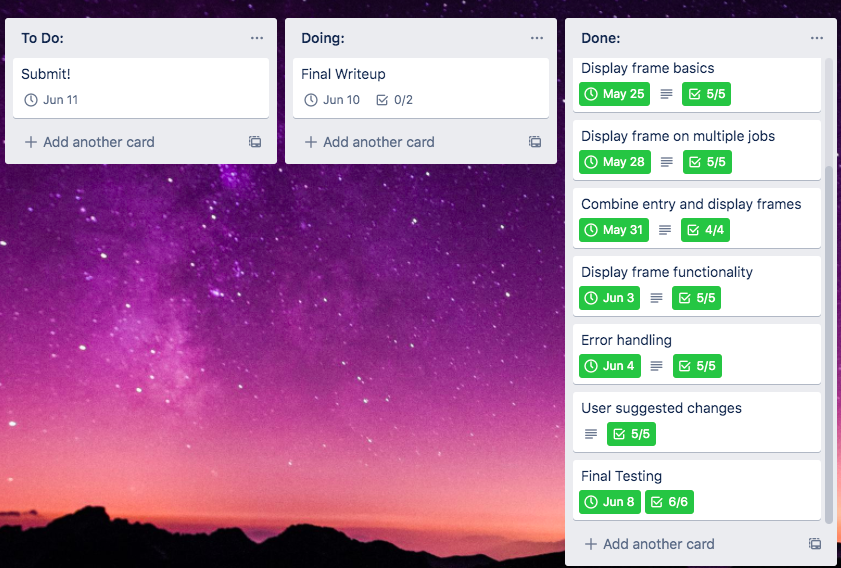 To Do:
Submit!
Jun 11
Add another card
Doing:
Final Writeup
Jun 10 0/2
Add another card
Done:
Display frame basics
May 25 5/5
Display frame on multiple jobs
May 28 5/5
Combine entry and display frames
May 31 4/4
Display frame functionality
Jun 3 5/5
Error handling
Jun 4 5/5
User suggested changes
5/5
Final Testing
Jun 8 6/6
Add another card